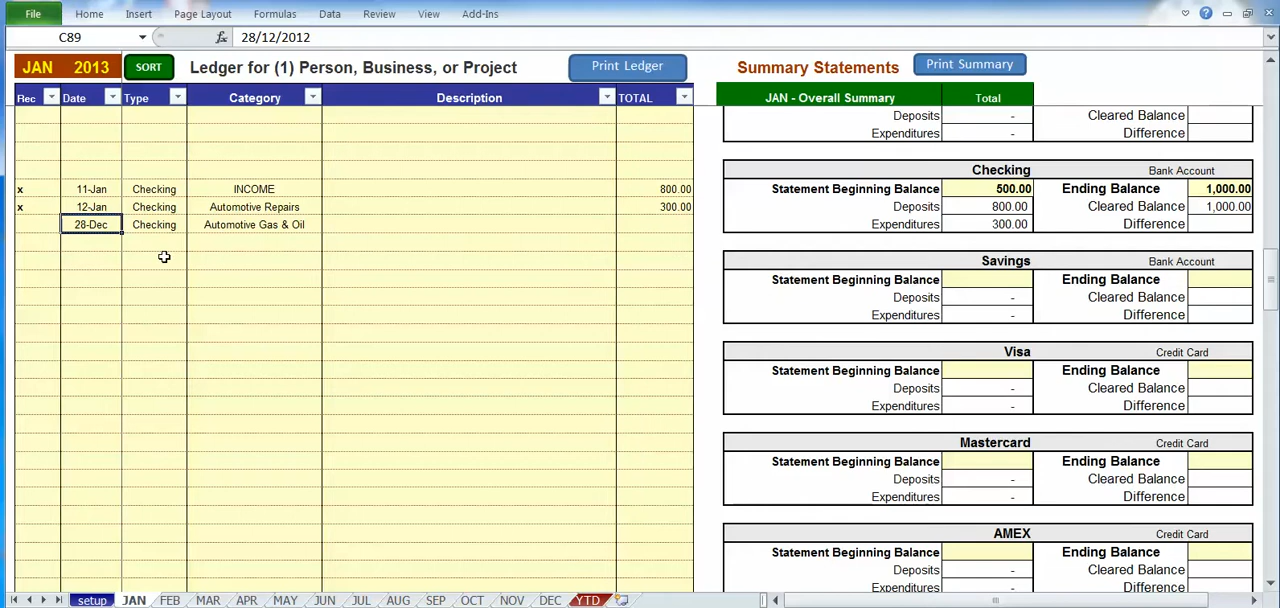 File Home Insert Page Layout Formulas Data Review View Add-Ins
C89 fx 28/12/2012
JAN 2013 SORT Ledger for (1) Person, Business, or Project Print Ledger Summary Statements Print Summary
Rec Date Type Category Description TOTAL JAN - Overall Summary Total
Deposits - Cleared Balance
Expenditures - Difference
Checking Bank Account
x 11-Jan Checking INCOME 800.00 Statement Beginning Balance 500.00 Ending Balance 1,000.00
x 12-Jan Checking Automotive Repairs 300.00 Deposits 800.00 Cleared Balance 1,000.00
28-Dec Checking Automotive Gas & Oil Expenditures 300.00 Difference
Savings Bank Account
Statement Beginning Balance Ending Balance
Deposits - Cleared Balance
Expenditures - Difference
Visa Credit Card
Statement Beginning Balance Ending Balance
Deposits - Cleared Balance
Expenditures - Difference
Mastercard Credit Card
Statement Beginning Balance Ending Balance
Deposits - Cleared Balance
Expenditures - Difference
AMEX Credit Card
Statement Beginning Balance Ending Balance
Deposits - Cleared Balance
Expenditures - Difference
setup JAN FEB MAR APR MAY JUN JUL AUG SEP OCT NOV DEC YTD